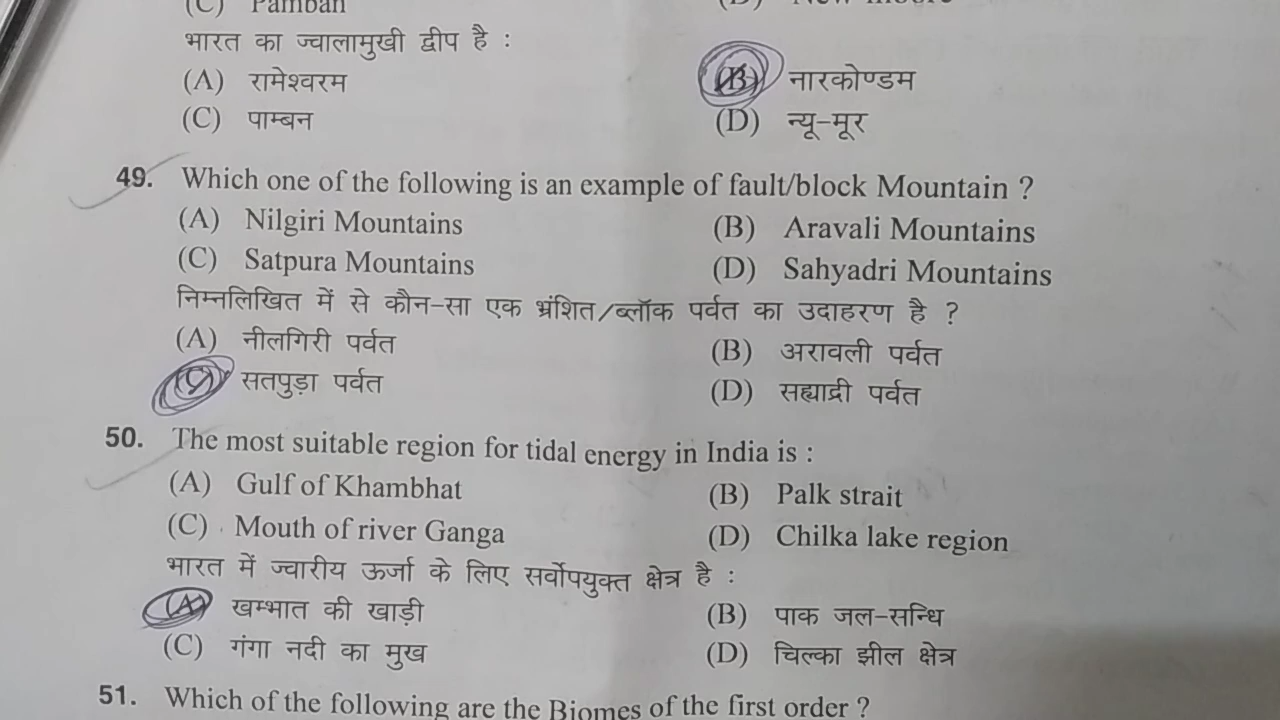 (C) Pamban (D) New moore
भारत का ज्वालामुखी द्वीप है :
(A) रामेश्वरम (B) नारकोण्डम
(C) पाम्बन (D) न्यू-मूर
49. Which one of the following is an example of fault/block Mountain ?
(A) Nilgiri Mountains (B) Aravali Mountains
(C) Satpura Mountains (D) Sahyadri Mountains
निम्नलिखित में से कौन-सा एक भ्रंशित/ब्लॉक पर्वत का उदाहरण है ?
(A) नीलगिरी पर्वत (B) अरावली पर्वत
(C) सतपुड़ा पर्वत (D) सह्याद्री पर्वत
50. The most suitable region for tidal energy in India is :
(A) Gulf of Khambhat (B) Palk strait
(C) Mouth of river Ganga (D) Chilka lake region
भारत में ज्वारीय ऊर्जा के लिए सर्वोपयुक्त क्षेत्र है :
(A) खम्भात की खाड़ी (B) पाक जल-सन्धि
(C) गंगा नदी का मुख (D) चिल्का झील क्षेत्र
51. Which of the following are the Biomes of the first order ?